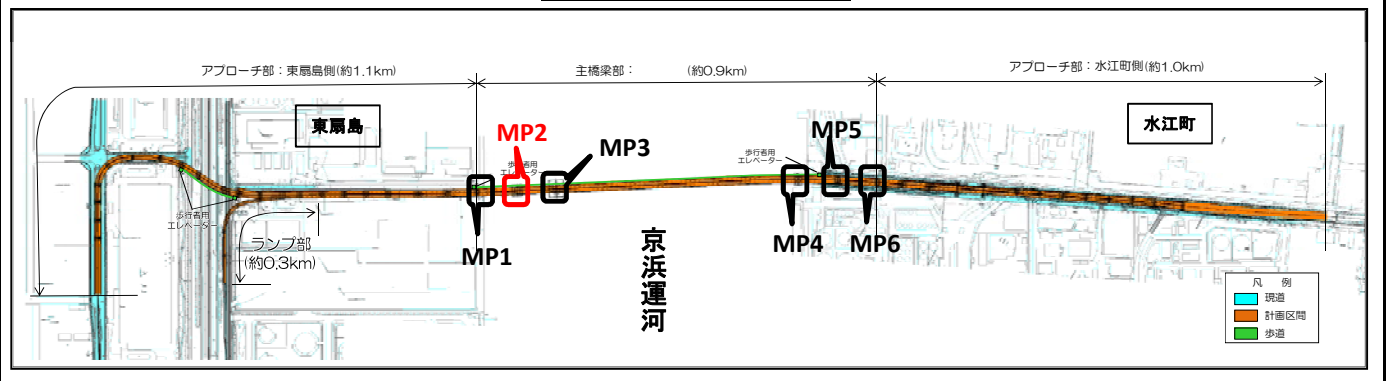 アプローチ部：東扇島側(約1.1km)
主橋梁部： (約0.9km)
アプローチ部：水江町側(約1.0km)
東扇島
MP2
歩行者用
エレベーター
MP3
歩行者用
エレベーター
MP5
水江町
歩行者用
エレベーター
ランプ部
(約0.3km)
MP1
京浜運河
MP4
MP6
凡 例
現道
計画区間
歩道